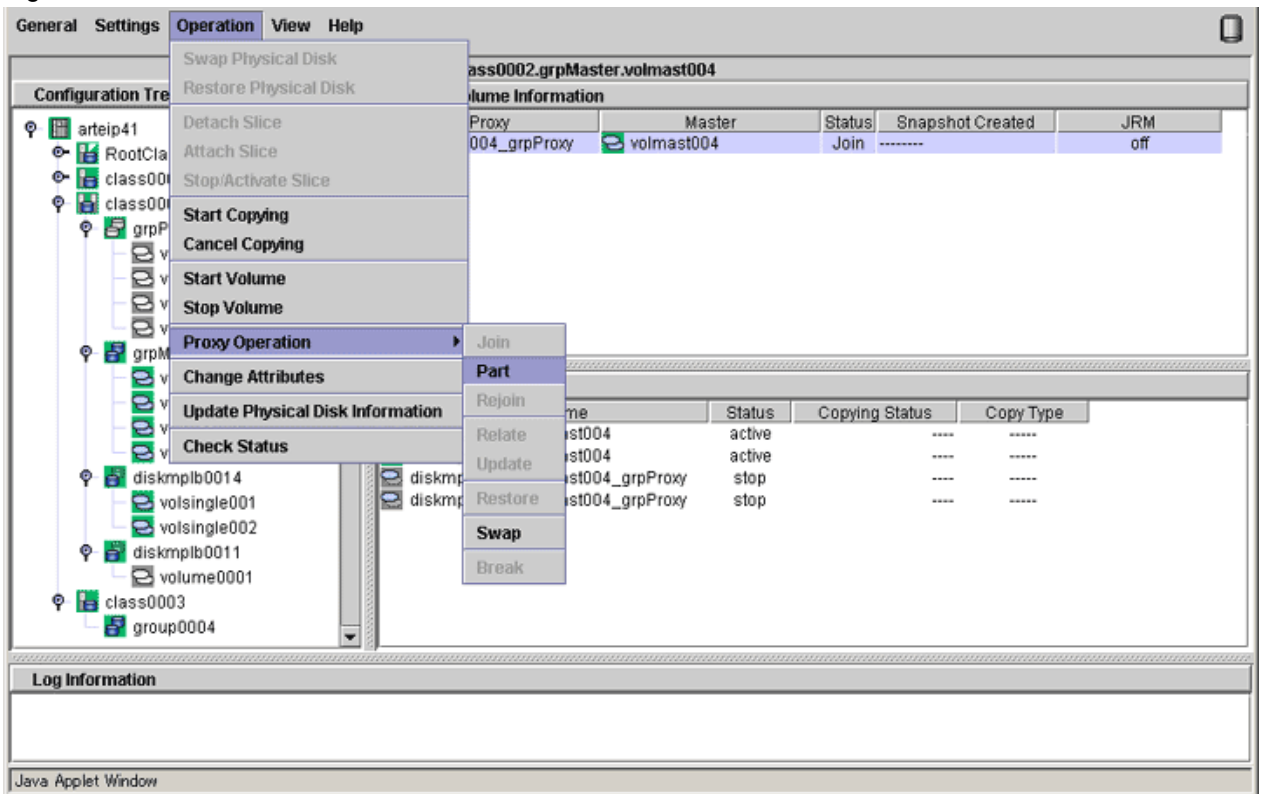 General Settings Operation View Help
ass0002.grpMaster.volmast004
Configuration Tre
lume Information
Swap Physical Disk
Restore Physical Disk
Detach Slice
Attach Slice
Stop/Activate Slice
Start Copying
Cancel Copying
Start Volume
Stop Volume
Proxy Operation
Change Attributes
Update Physical Disk Information
Check Status
Join
Part
Rejoin
Relate
Update
Restore
Swap
Break
arteip41
RootCla
class00
class00
grpP
v
v
v
v
grpM
v
v
v
v
diskmplb0014
volsingle001
volsingle002
diskmplb0011
volume0001
class0003
group0004
Proxy Master Status Snapshot Created JRM
004_grpProxy volmast004 Join -------- off
me Status Copying Status Copy Type
st004 active ---- -----
st004 active ---- -----
diskmp st004_grpProxy stop ---- -----
diskmp st004_grpProxy stop ---- -----
Log Information
Java Applet Window